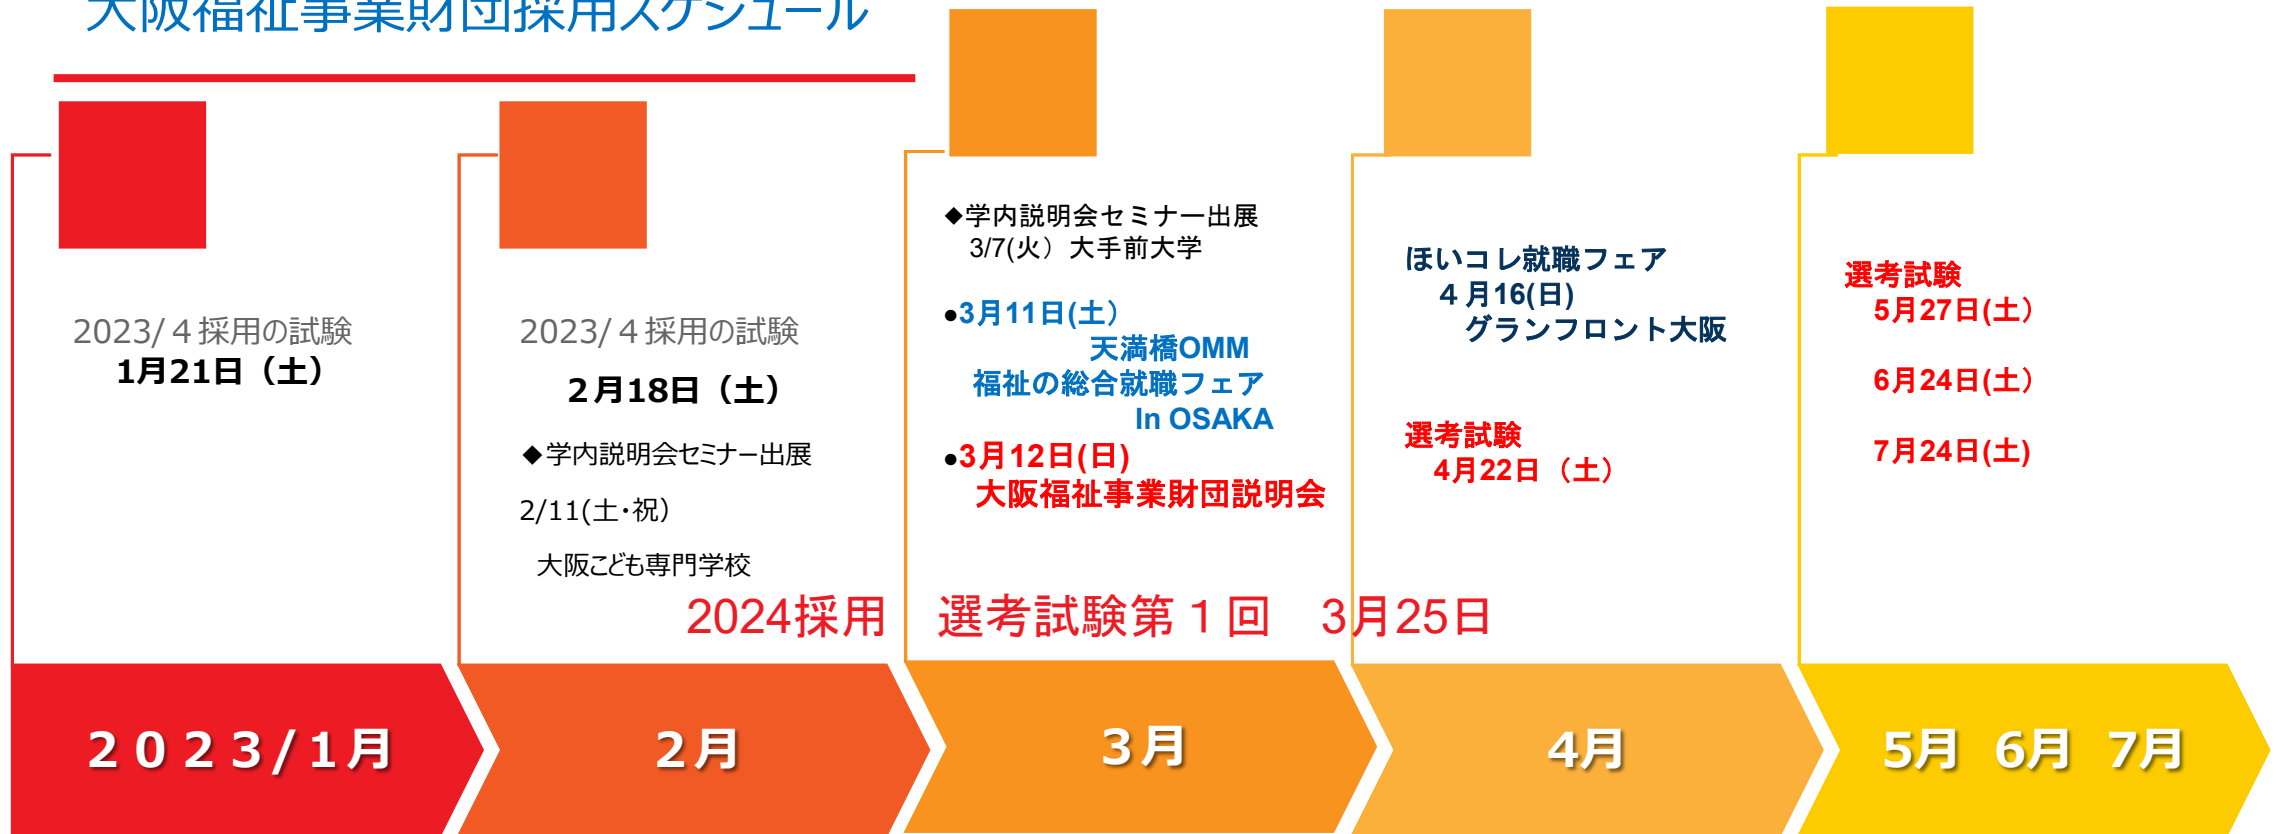 大阪福祉事業財団採用スケジュール
2023/４採用の試験
1月21日（土）
2023/４採用の試験
２月18日（土）
◆学内説明会セミナー出展
2/11(土・祝）
大阪こども専門学校
◆学内説明会セミナー出展
3/7(火）大手前大学
●3月11日(土）
天満橋OMM
福祉の総合就職フェア
In OSAKA
●3月12日(日)
大阪福祉事業財団説明会
ほいコレ就職フェア
４月16(日)
グランフロント大阪
選考試験
4月22日（土）
選考試験
5月27日(土）
6月24日(土）
7月24日(土)
2024採用　選考試験第１回　3月25日
２０２３/１月
２月
３月
4月
5月　6月　7月